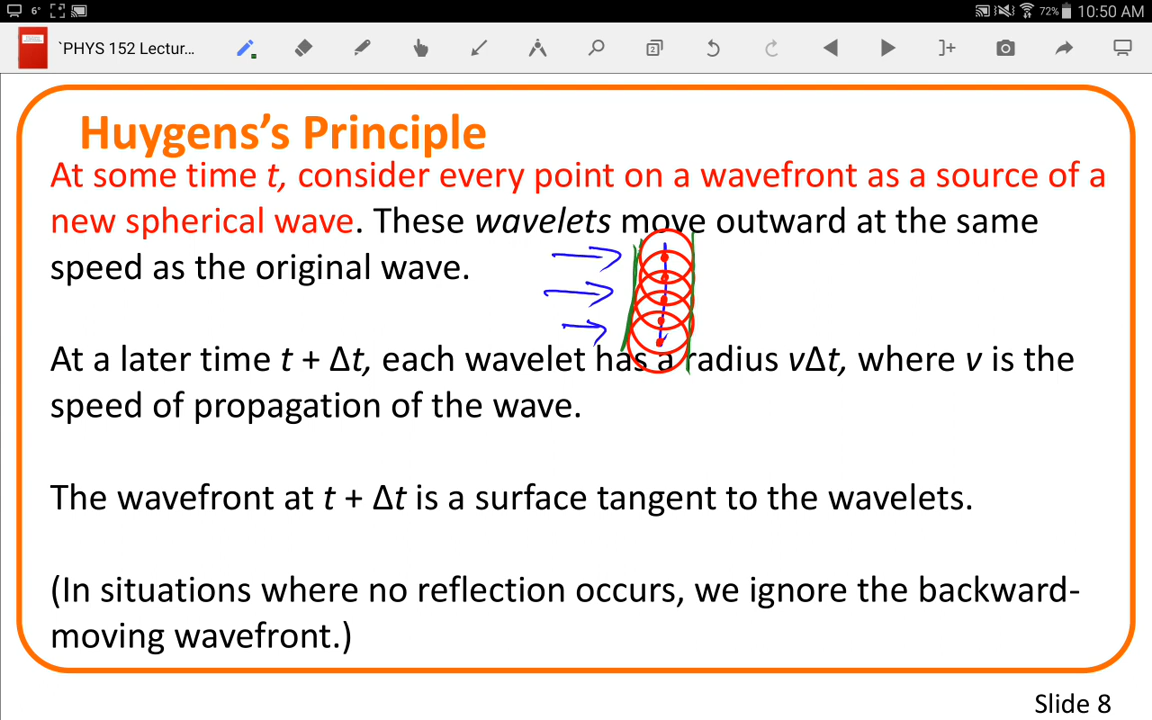 6° 72% 10:50 AM
`PHYS 152 Lectur... 2
Huygens's Principle
At some time t, consider every point on a wavefront as a source of a
new spherical wave. These wavelets move outward at the same
speed as the original wave.
At a later time t + Δt, each wavelet has a radius vΔt, where v is the
speed of propagation of the wave.
The wavefront at t + Δt is a surface tangent to the wavelets.
(In situations where no reflection occurs, we ignore the backward-
moving wavefront.)
Slide 8